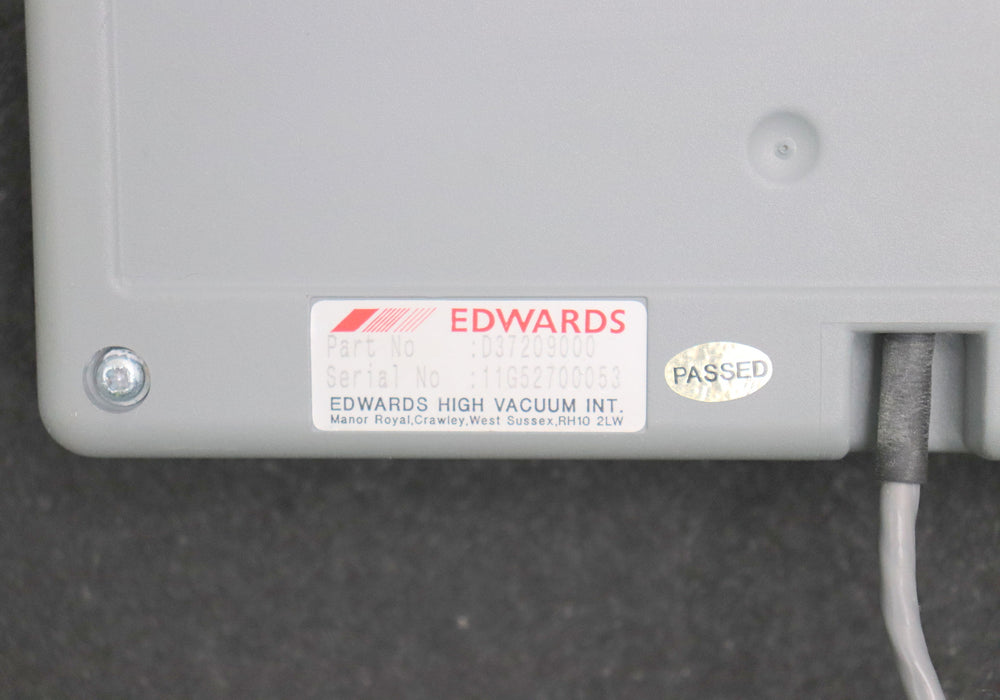 EDWARDS
Part No :D37209000
Serial No :11G52700053
EDWARDS HIGH VACUUM INT.
Manor Royal,Crawley,West Sussex,RH10 2LW
PASSED